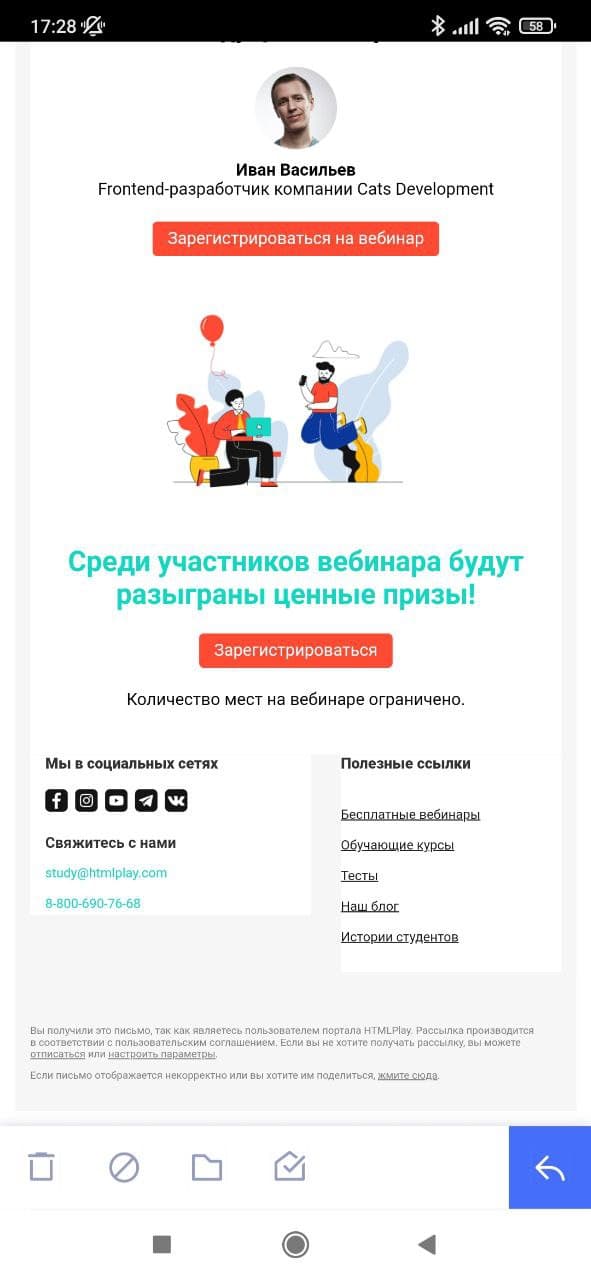 17:28
58
Иван Васильев
Frontend-разработчик компании Cats Development
Зарегистрироваться на вебинар
Среди участников вебинара будут
разыграны ценные призы!
Зарегистрироваться
Количество мест на вебинаре ограничено.
Мы в социальных сетях
Свяжитесь с нами
study@htmlplay.com
8-800-690-76-68
Полезные ссылки
Бесплатные вебинары
Обучающие курсы
Тесты
Наш блог
Истории студентов
Вы получили это письмо, так как являетесь пользователем портала HTMLPlay. Рассылка производится
в соответствии с пользовательским соглашением. Если вы не хотите получать рассылку, вы можете
отписаться или настроить параметры.
Если письмо отображается некорректно или вы хотите им поделиться, жмите сюда.